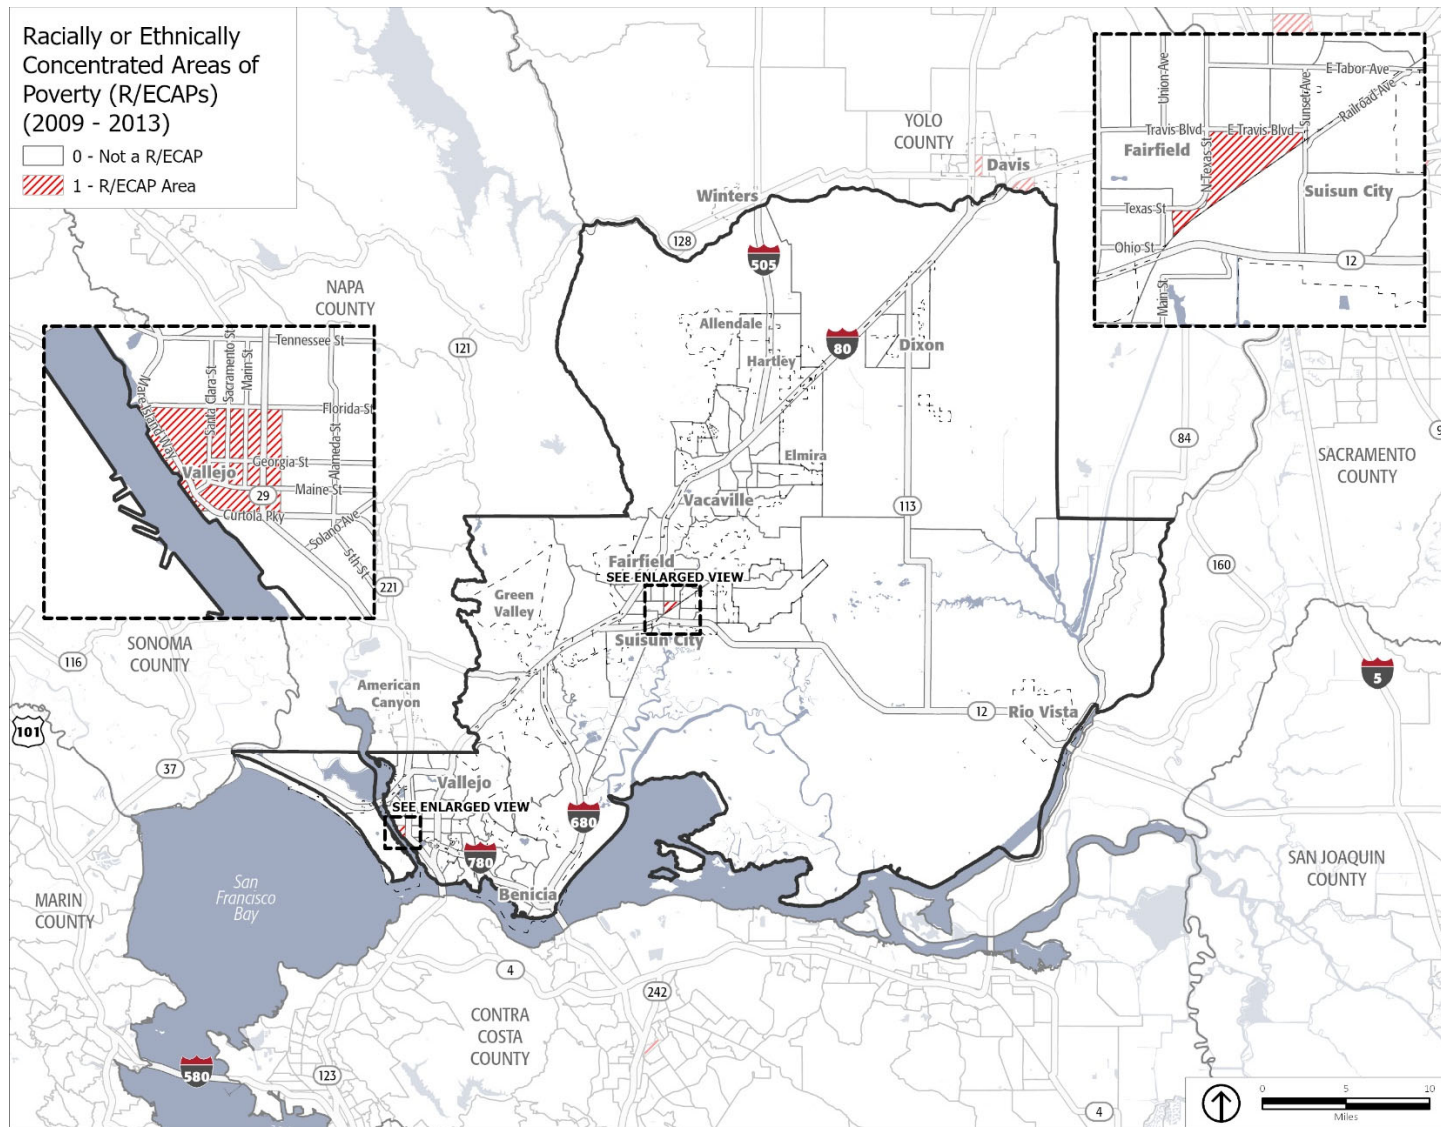 Racially or Ethnically
Concentrated Areas of
Poverty (R/ECAPs)
(2009 - 2013)
0 - Not a R/ECAP
1 - R/ECAP Area
Union Ave
E Tabor Ave
Sunset Ave
Railroad Ave
Travis Blvd
E Travis Blvd
Fairfield
N Texas St
Suisun City
Texas St
Ohio St
12
Main St
YOLO
COUNTY
Davis
Winters
128
505
NAPA
COUNTY
121
Allendale
Hartley
80
Dixon
Tennessee St
Mare Island Way
Santa Clara St
Sacramento St
Marin St
Florida St
Alameda St
Georgia St
Vallejo
29
Maine St
Curtola Pky
Solano Ave
5th St
84
9
SACRAMENTO
COUNTY
Elmira
Vacaville
113
Fairfield
SEE ENLARGED VIEW
160
221
Green
Valley
Suisun City
SONOMA
COUNTY
116
5
American
Canyon
12
Rio Vista
101
37
Vallejo
SEE ENLARGED VIEW
680
780
Benicia
San
Francisco
Bay
MARIN
COUNTY
SAN JOAQUIN
COUNTY
4
242
CONTRA
COSTA
COUNTY
580
123
4
0 5 10
Miles